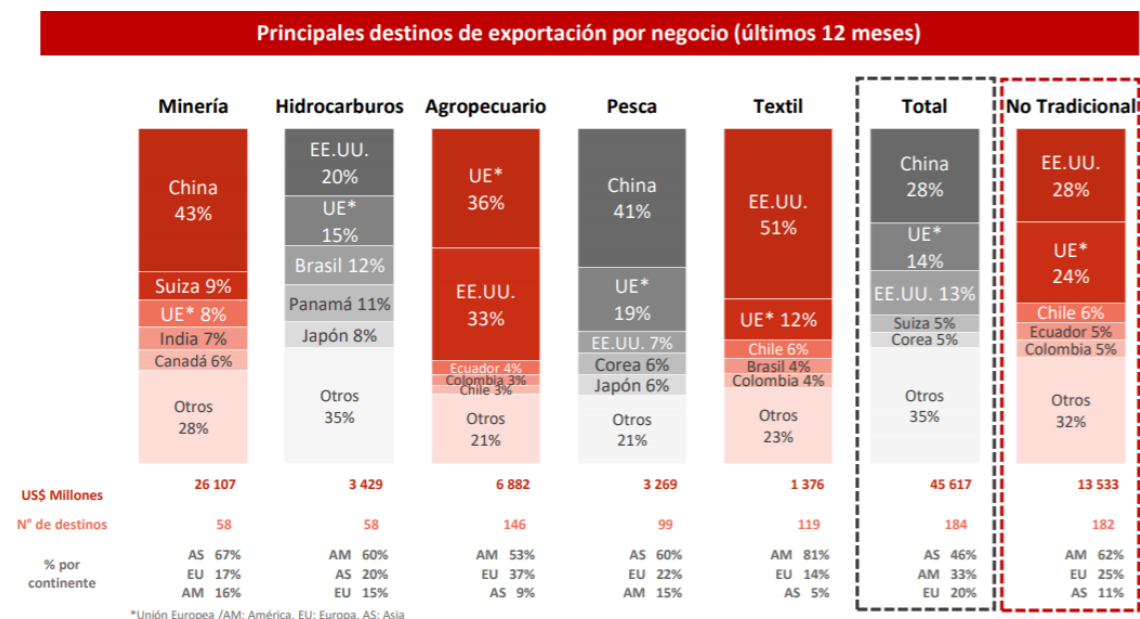 Principales destinos de exportación por negocio (últimos 12 meses)
Minería
Hidrocarburos
Agropecuario
Pesca
Textil
Total
No Tradicional
China
43%
Suiza 9%
UE* 8%
India 7%
Canadá 6%
Otros
28%
EE.UU.
20%
UE*
15%
Brasil 12%
Panamá 11%
Japón 8%
Otros
35%
UE*
36%
EE.UU.
33%
Ecuador 4%
Colombia 3%
Chile 3%
Otros
21%
China
41%
UE*
19%
EE.UU. 7%
Corea 6%
Japón 6%
Otros
21%
EE.UU.
51%
UE* 12%
Chile 6%
Brasil 4%
Colombia 4%
Otros
23%
China
28%
UE*
14%
EE.UU. 13%
Suiza 5%
Corea 5%
Otros
35%
EE.UU.
28%
UE*
24%
Chile 6%
Ecuador 5%
Colombia 5%
Otros
32%
US$ Millones 26 107 3 429 6 882 3 269 1 376 45 617 13 533
N° de destinos 58 58 146 99 119 184 182
% por
continente
AS 67% AM 60% AM 53% AS 60% AM 81% AS 46% AM 62%
EU 17% AS 20% EU 37% EU 22% EU 14% AM 33% EU 25%
AM 16% EU 15% AS 9% AM 15% AS 5% EU 20% AS 11%
*Unión Europea /AM: América, EU: Europa, AS: Asia